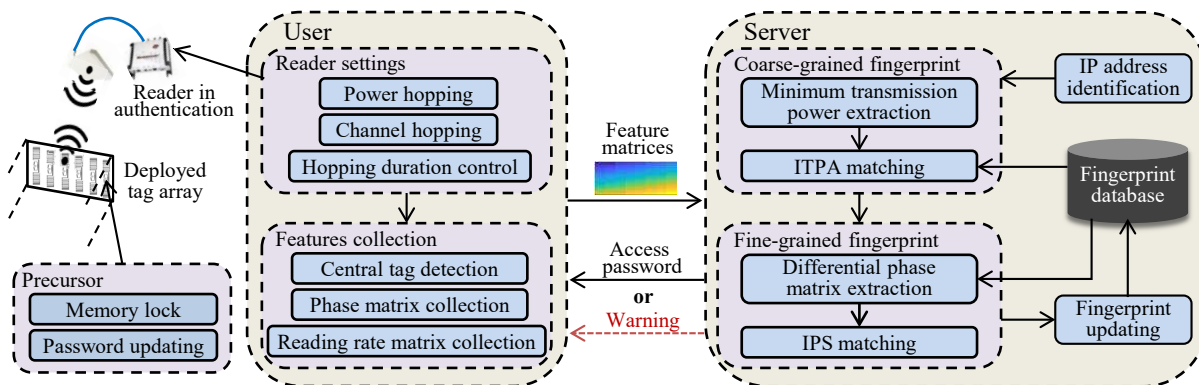 Reader in
authentication
Deployed
tag array
Precursor
Memory lock
Password updating
User
Reader settings
Power hopping
Channel hopping
Hopping duration control
Features collection
Central tag detection
Phase matrix collection
Reading rate matrix collection
Feature
matrices
Access
password
or
Warning
Server
Coarse-grained fingerprint
Minimum transmission
power extraction
ITPA matching
Fine-grained fingerprint
Differential phase
matrix extraction
IPS matching
IP address
identification
Fingerprint
database
Fingerprint
updating